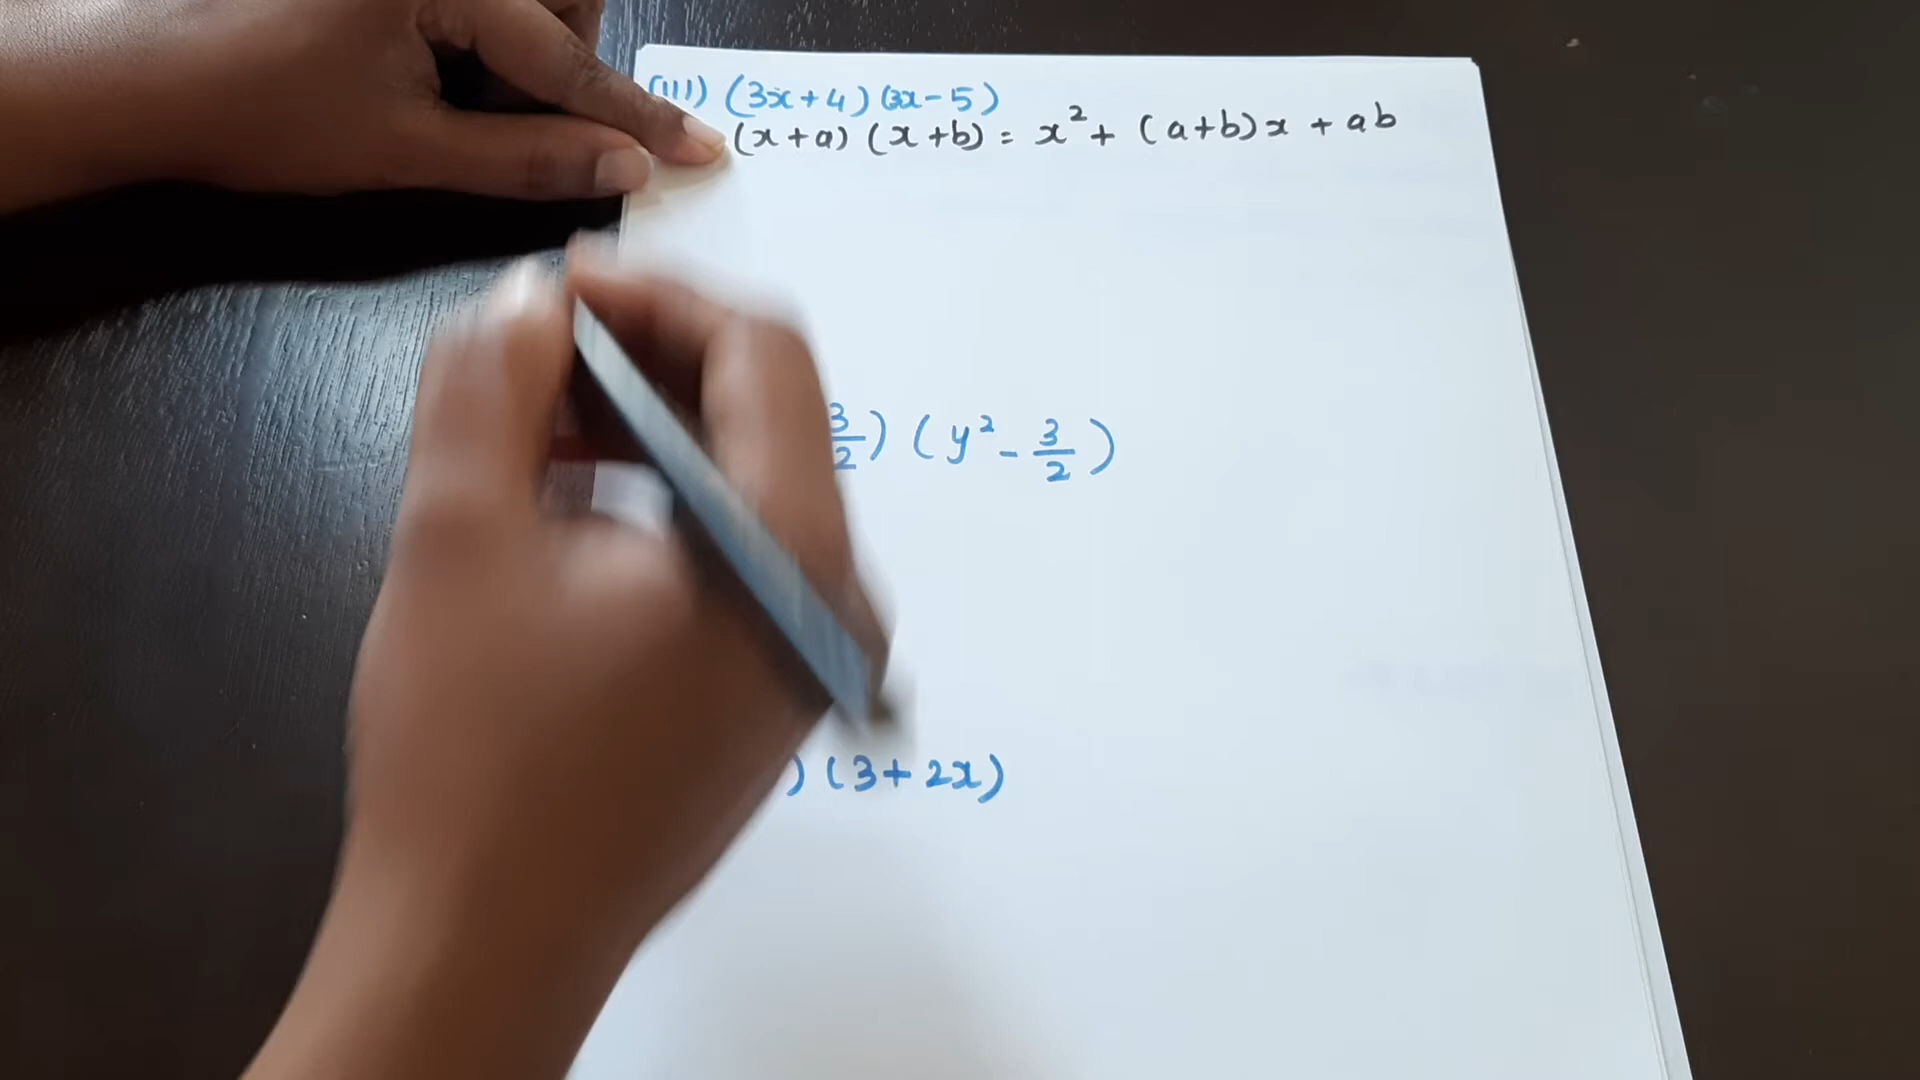 (iii) (3x+4) (3x-5)
(x+a) (x+b) = x² + (a+b)x + ab
3/2) (y² - 3/2)
) (3+2x)